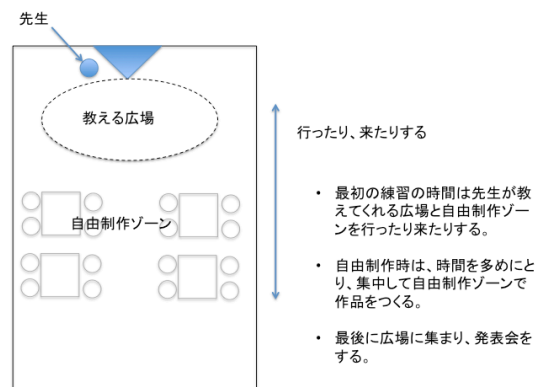 先生
教える広場
行ったり、来たりする
自由制作ゾーン
• 最初の練習の時間は先生が教
えてくれる広場と自由制作ゾー
ンを行ったり来たりする。
• 自由制作時は、時間を多めにと
り、集中して自由制作ゾーンで
作品をつくる。
• 最後に広場に集まり、発表会を
する。